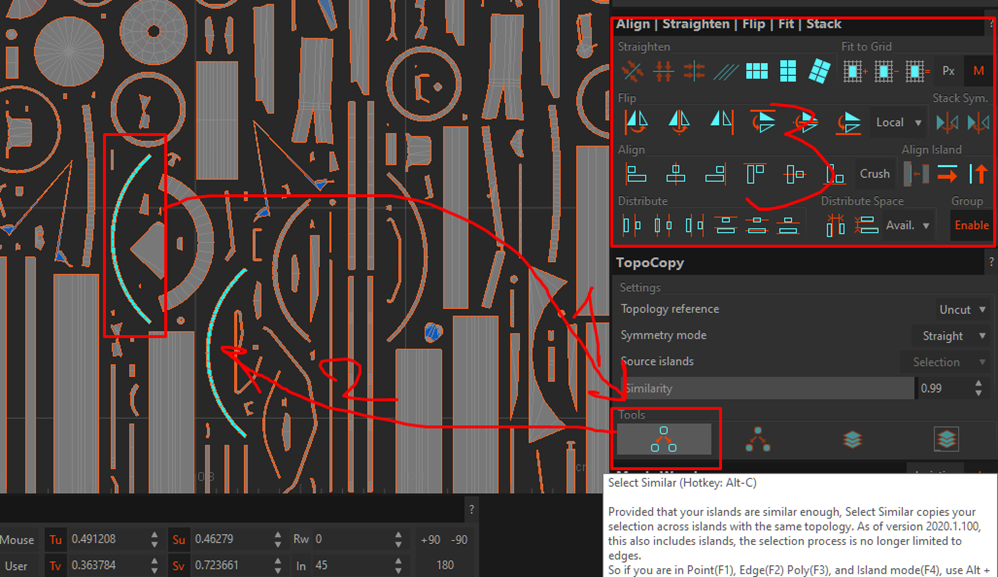 Align | Straighten | Flip | Fit | Stack
Straighten Fit to Grid
Px M
Flip Stack Sym.
Local
Align Align Island
Crush
Distribute Distribute Space Group
Avail. Enable
TopoCopy ?
Settings
Topology reference Uncut
Symmetry mode Straight
Source islands Selection
Similarity 0.99
Tools
Select Similar (Hotkey: Alt-C)
Provided that your islands are similar enough, Select Similar copies your
selection across islands with the same topology. As of version 2020.1.100,
this also includes islands, the selection process is no longer limited to
edges.
So if you are in Point(F1), Edge(F2) Poly(F3), and Island mode(F4), use Alt +
?
Mouse Tu 0.491208 Su 0.46279 Rw 0 +90 -90
User Tv 0.363784 Sv 0.723661 In 45 180